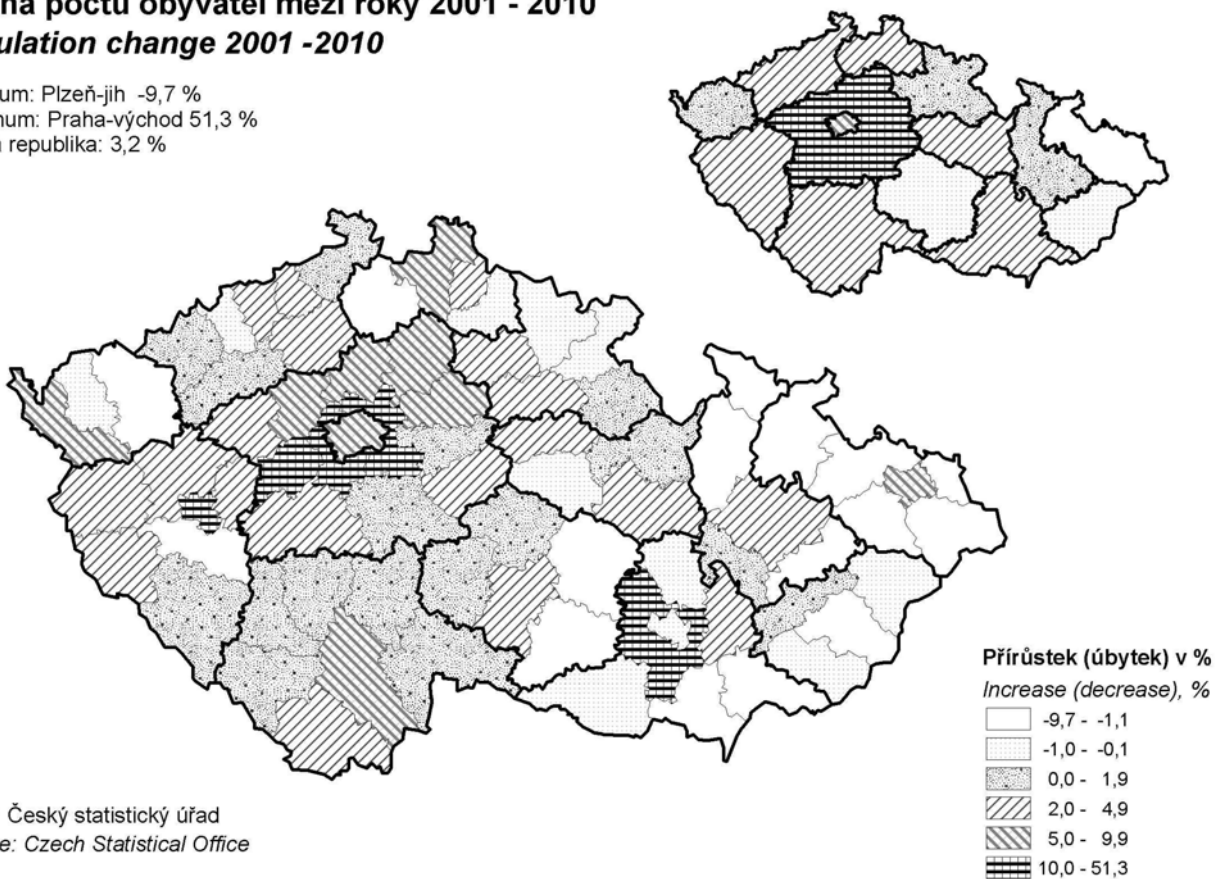 na počtu obyvatel mezi roky 2001 - 2010
ulation change 2001 -2010
um: Plzeň-jih -9,7 %
num: Praha-východ 51,3 %
republika: 3,2 %
Přírůstek (úbytek) v %
Increase (decrease), %
-9,7 - -1,1
-1,0 - -0,1
0,0 - 1,9
2,0 - 4,9
5,0 - 9,9
10,0 - 51,3
Český statistický úřad
e: Czech Statistical Office